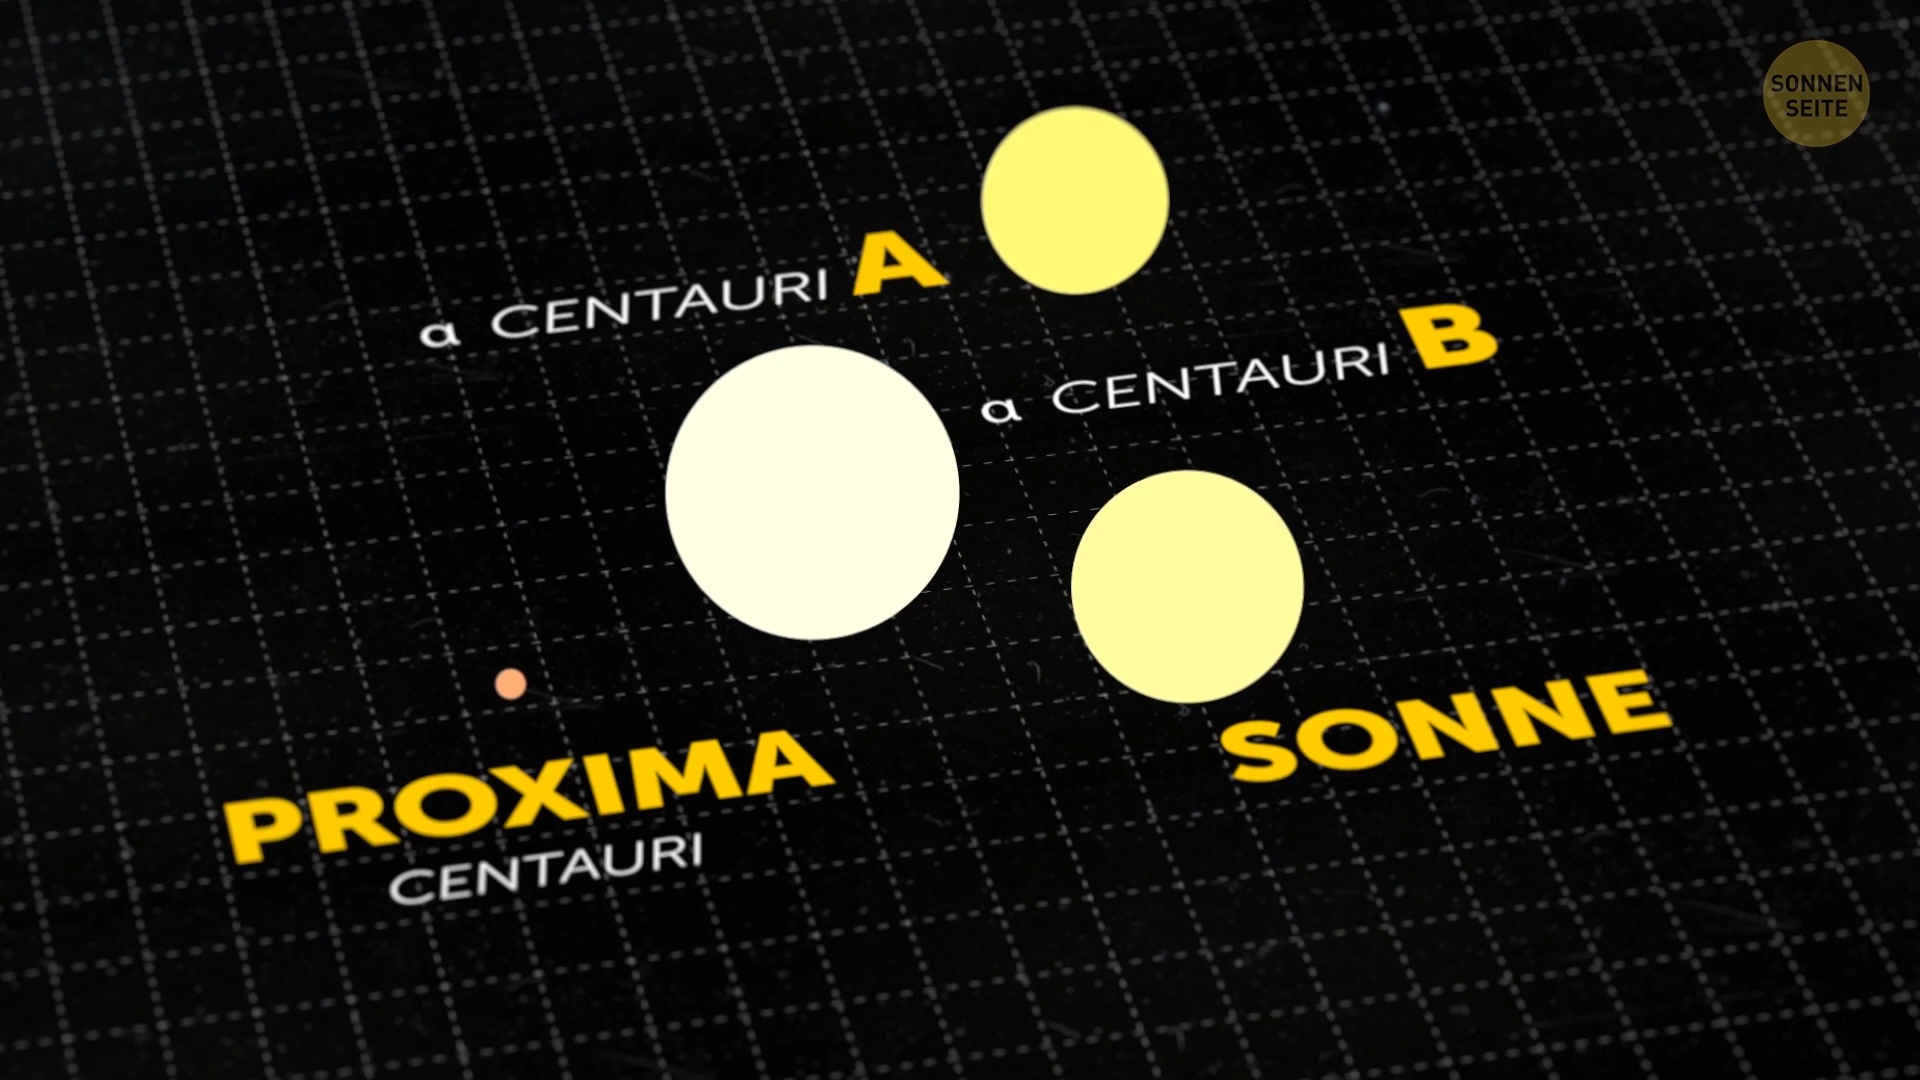 SONNEN
SEITE
α CENTAURI A
α CENTAURI B
SONNE
PROXIMA
CENTAURI